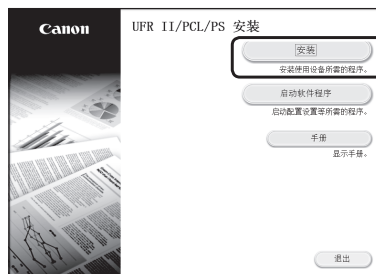 Canon
UFR II/PCL/PS 安装
安装
安装使用设备所需的程序。
启动软件程序
启动配置设置等所需的程序。
手册
显示手册。
退出